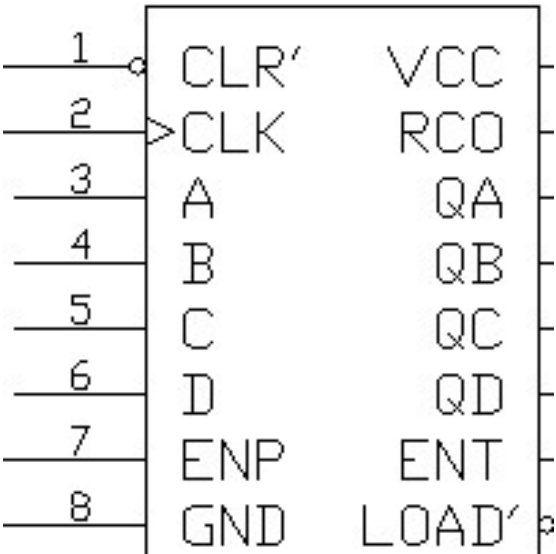 1 CLR' VCC
2 CLK RCO
3 A QA
4 B QB
5 C QC
6 D QD
7 ENP ENT
8 GND LOAD'